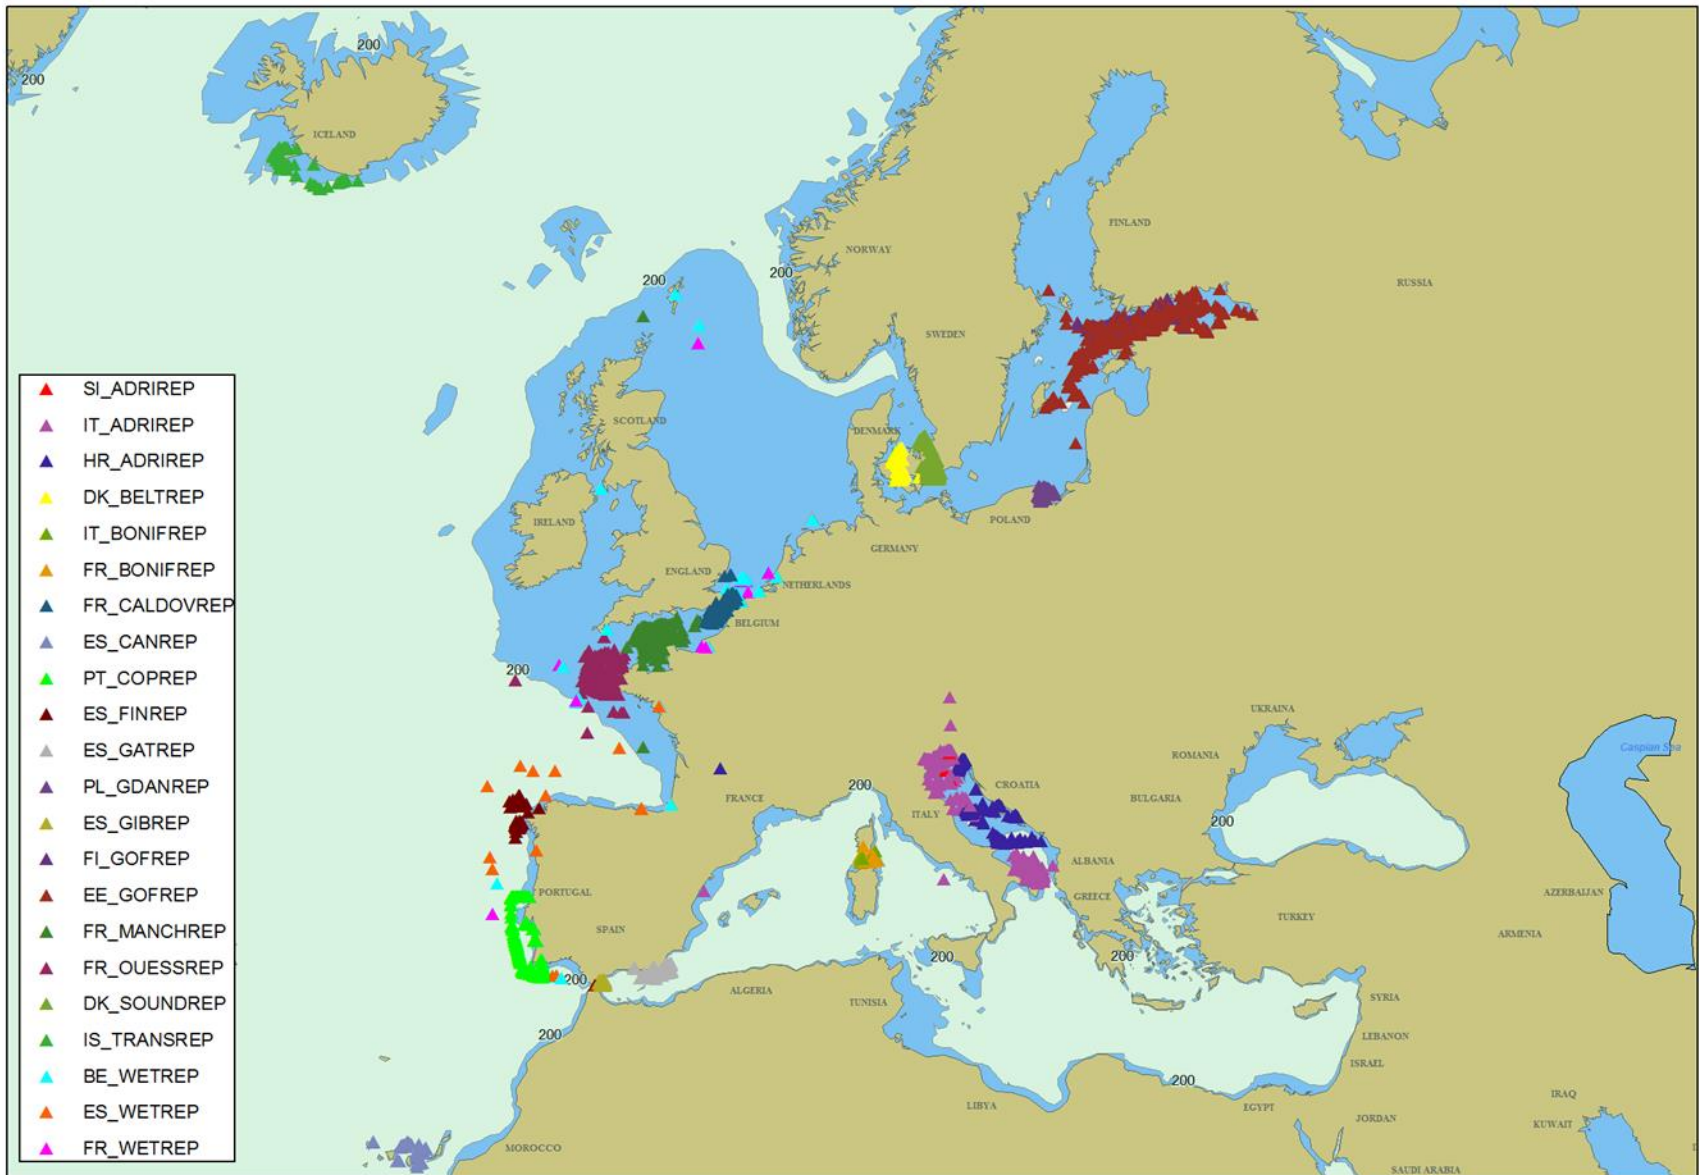 200
200
ICELAND
FINLAND
NORWAY
200
200
RUSSIA
SWEDEN
SI_ADRIREP
IT_ADRIREP
HR_ADRIREP
DK_BELTREP
IT_BONIFREP
FR_BONIFREP
FR_CALDOVREP
ES_CANREP
PT_COPREP
ES_FINREP
ES_GATREP
PL_GDANREP
ES_GIBREP
FI_GOFREP
EE_GOFREP
FR_MANCHREP
FR_OUESSREP
DK_SOUNDREP
IS_TRANSREP
BE_WETREP
ES_WETREP
FR_WETREP
SCOTLAND
DENMARK
IRELAND
POLAND
GERMANY
ENGLAND
NETHERLANDS
BELGIUM
200
UKRAINA
ROMANIA
Caspian Sea
CROATIA
FRANCE
200
BULGARIA
ITALY
200
ALBANIA
PORTUGAL
GREECE
AZERBAIJAN
TURKEY
SPAIN
ARMENIA
200
200
200
ALGERIA
TUNISIA
SYRIA
200
LEBANON
ISRAEL
200
LIBYA
EGYPT
IRAQ
JORDAN
KUWAIT
MOROCCO
SAUDI ARABIA